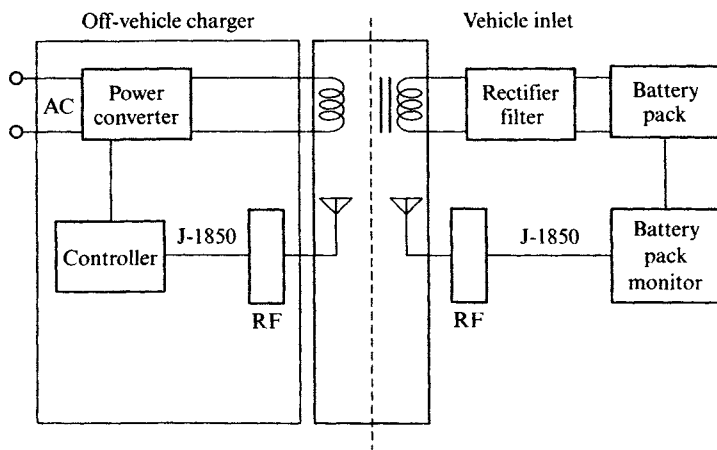 Off-vehicle charger
Vehicle inlet
AC
Power
converter
Rectifier
filter
Battery
pack
Controller
J-1850
RF
RF
J-1850
Battery
pack
monitor